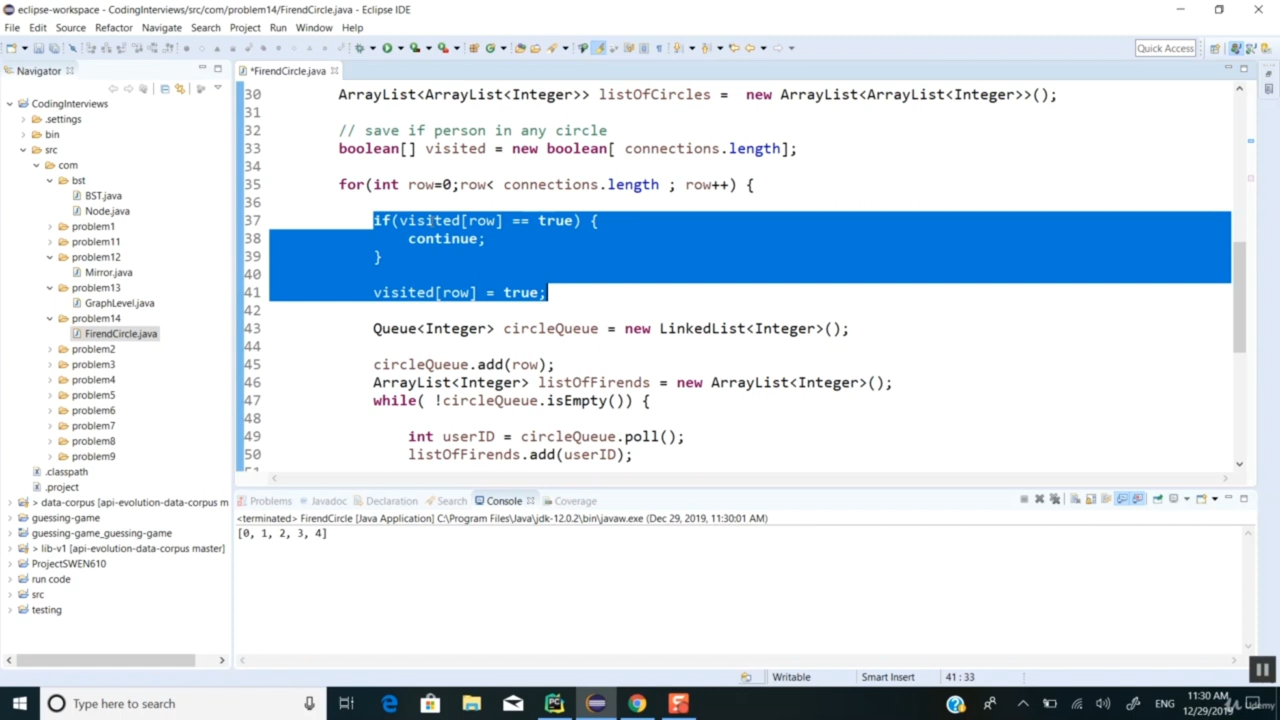 eclipse-workspace - CodingInterviews/src/com/problem14/FirendCircle.java - Eclipse IDE
File Edit Source Refactor Navigate Search Project Run Window Help
Quick Access
Navigator
*FirendCircle.java
CodingInterviews
.settings
bin
src
com
bst
BST.java
Node.java
problem1
problem11
problem12
Mirror.java
problem13
GraphLevel.java
problem14
FirendCircle.java
problem2
problem3
problem4
problem5
problem6
problem7
problem8
problem9
.classpath
.project
> data-corpus [api-evolution-data-corpus m
guessing-game
guessing-game_guessing-game
> lib-v1 [api-evolution-data-corpus master]
ProjectSWEN610
run code
src
testing
30 ArrayList<ArrayList<Integer>> listOfCircles = new ArrayList<ArrayList<Integer>>();
31
32 // save if person in any circle
33 boolean[] visited = new boolean[ connections.length];
34
35 for(int row=0;row< connections.length ; row++) {
36
37 if(visited[row] == true) {
38 continue;
39 }
40
41 visited[row] = true;
42
43 Queue<Integer> circleQueue = new LinkedList<Integer>();
44
45 circleQueue.add(row);
46 ArrayList<Integer> listOfFirends = new ArrayList<Integer>();
47 while( !circleQueue.isEmpty()) {
48
49 int userID = circleQueue.poll();
50 listOfFirends.add(userID);
Problems Javadoc Declaration Search Console Coverage
<terminated> FirendCircle [Java Application] C:\Program Files\Java\jdk-12.0.2\bin\javaw.exe (Dec 29, 2019, 11:30:01 AM)
[0, 1, 2, 3, 4]
Writable Smart Insert 41 : 33
Type here to search
ENG
11:30 AM
12/29/2019